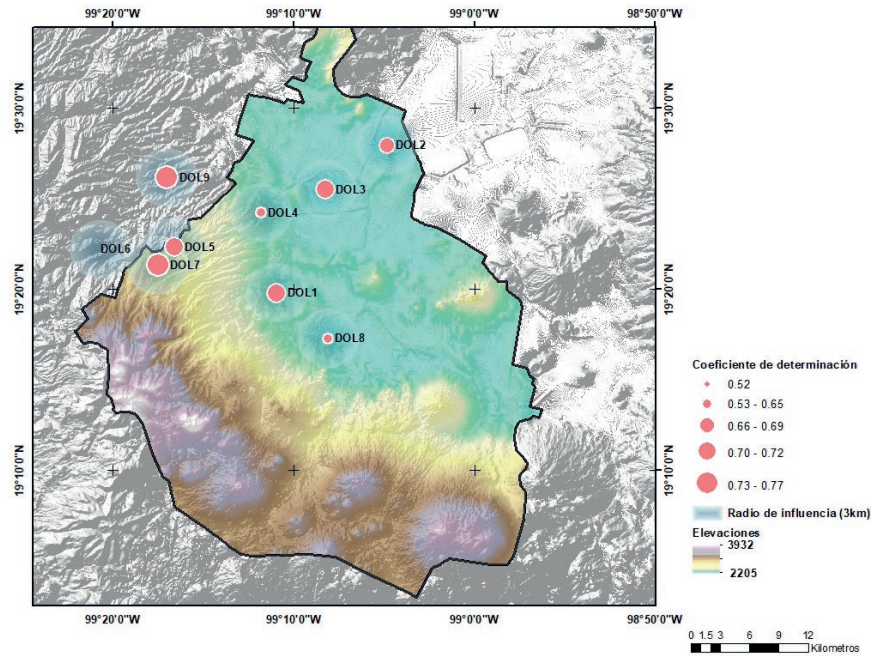 99°20'0"W
99°10'0"W
99°0'0"W
98°50'0"W
19°30'0"N
19°30'0"N
DOL2
DOL9
DOL3
DOL4
DOL6
DOL5
DOL7
19°20'0"N
19°20'0"N
DOL1
DOL8
Coeficiente de determinación
0.52
0.53 - 0.65
0.66 - 0.69
0.70 - 0.72
0.73 - 0.77
19°10'0"N
19°10'0"N
Radio de influencia (3km)
Elevaciones
3932
2205
99°20'0"W
99°10'0"W
99°0'0"W
98°50'0"W
0 1.5 3 6 9 12
Kilometros